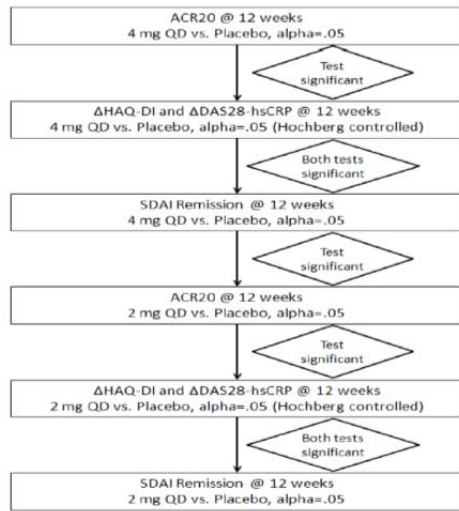 ACR20 @ 12 weeks
4 mg QD vs. Placebo, alpha=.05
Test
significant
ΔHAQ-DI and ΔDAS28-hsCRP @ 12 weeks
4 mg QD vs. Placebo, alpha=.05 (Hochberg controlled)
Both tests
significant
SDAI Remission @ 12 weeks
4 mg QD vs. Placebo, alpha=.05
Test
significant
ACR20 @ 12 weeks
2 mg QD vs. Placebo, alpha=.05
Test
significant
ΔHAQ-DI and ΔDAS28-hsCRP @ 12 weeks
2 mg QD vs. Placebo, alpha=.05 (Hochberg controlled)
Both tests
significant
SDAI Remission @ 12 weeks
2 mg QD vs. Placebo, alpha=.05